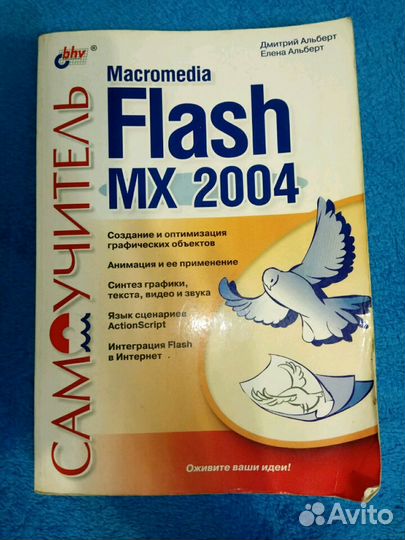 bhv®
Дмитрий Альберт
Елена Альберт
САМОУЧИТЕЛЬ
Macromedia
Flash
MX 2004
Создание и оптимизация
графических объектов
Анимация и ее применение
Синтез графики,
текста, видео и звука
Язык сценариев
ActionScript
Интеграция Flash
в Интернет
Оживите ваши идеи!
Avito